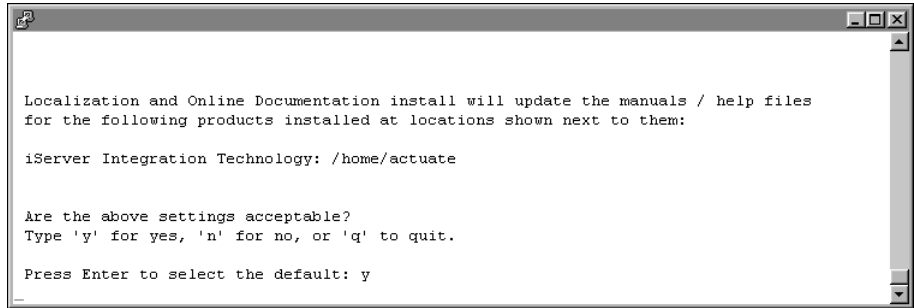 Localization and Online Documentation install will update the manuals / help files
for the following products installed at locations shown next to them:
iServer Integration Technology: /home/actuate
Are the above settings acceptable?
Type 'y' for yes, 'n' for no, or 'q' to quit.
Press Enter to select the default: y